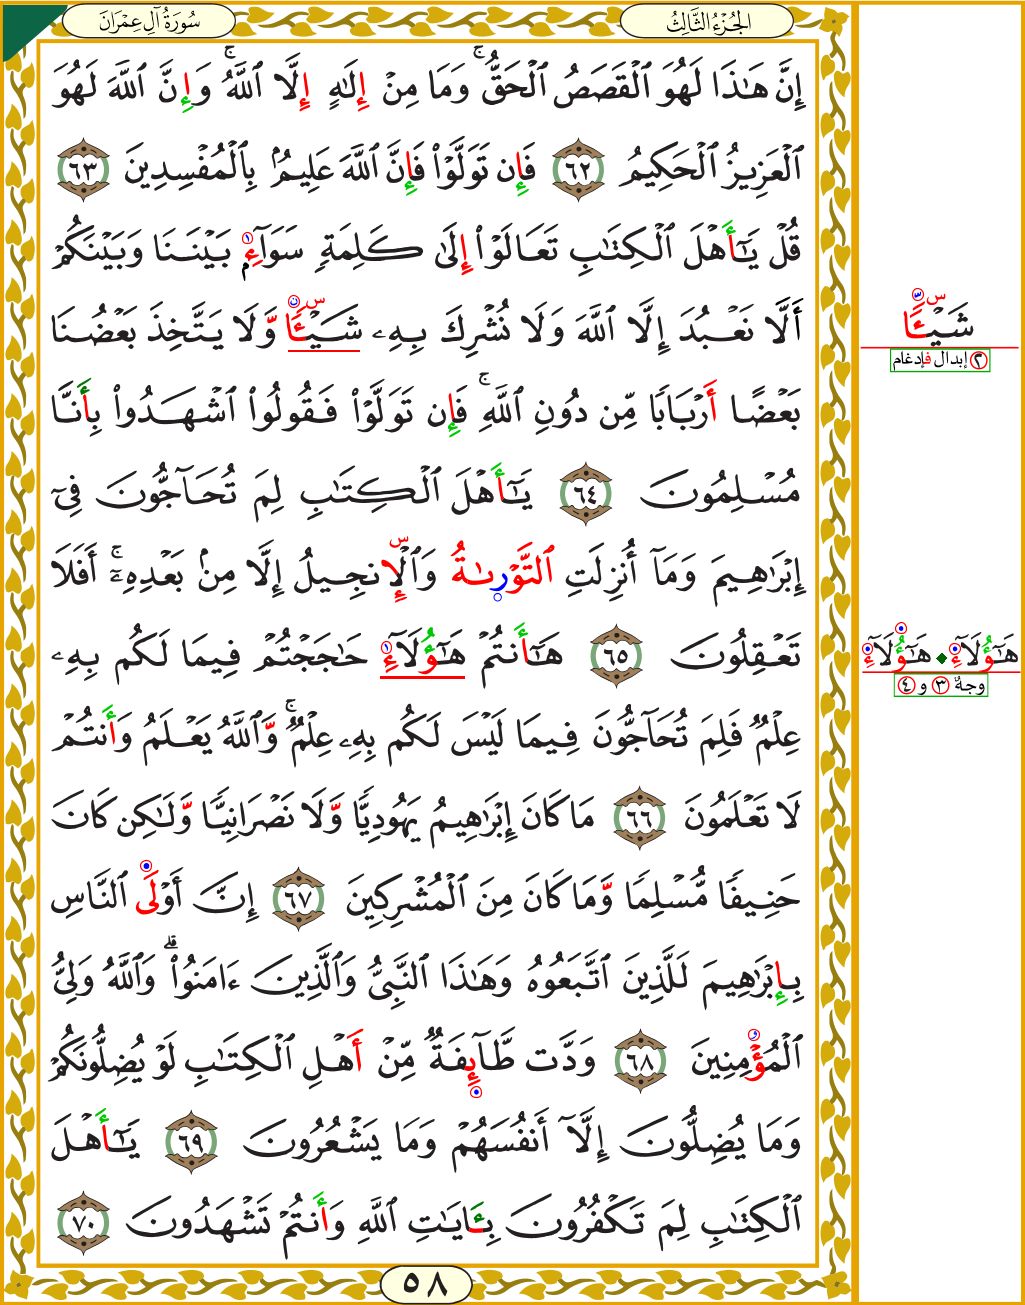 الجُزْءُ الثَّالِثُ
سُورَةُ آلِ عِمْرَانَ
إِنَّ هَٰذَا لَهُوَ ٱلْقَصَصُ ٱلْحَقُّ ۚ وَمَا مِنْ إِلَٰهٍ إِلَّا ٱللَّهُ ۚ وَإِنَّ ٱللَّهَ لَهُوَ
ٱلْعَزِيزُ ٱلْحَكِيمُ ٦٢ فَإِن تَوَلَّوْا۟ فَإِنَّ ٱللَّهَ عَلِيمٌۢ بِٱلْمُفْسِدِينَ ٦٣
قُلْ يَٰٓأَهْلَ ٱلْكِتَٰبِ تَعَالَوْا۟ إِلَىٰ كَلِمَةٍ سَوَآءٍۭ بَيْنَنَا وَبَيْنَكُمْ
أَلَّا نَعْبُدَ إِلَّا ٱللَّهَ وَلَا نُشْرِكَ بِهِۦ شَيْـًٔا وَّلَا يَتَّخِذَ بَعْضُنَا
بَعْضًا أَرْبَابًا مِّن دُونِ ٱللَّهِ ۚ فَإِن تَوَلَّوْا۟ فَقُولُوا۟ ٱشْهَدُوا۟ بِأَنَّا
مُسْلِمُونَ ٦٤ يَٰٓأَهْلَ ٱلْكِتَٰبِ لِمَ تُحَآجُّونَ فِىٓ
إِبْرَٰهِيمَ وَمَآ أُنزِلَتِ ٱلتَّوْرَىٰةُ وَٱلْإِنجِيلُ إِلَّا مِنۢ بَعْدِهِۦٓ ۚ أَفَلَا
تَعْقِلُونَ ٦٥ هَٰٓأَنتُمْ هَٰٓؤُلَآءِ حَٰجَجْتُمْ فِيمَا لَكُم بِهِۦ
عِلْمٌ فَلِمَ تُحَآجُّونَ فِيمَا لَيْسَ لَكُم بِهِۦ عِلْمٌ ۚ وَّٱللَّهُ يَعْلَمُ وَأَنتُمْ
لَا تَعْلَمُونَ ٦٦ مَا كَانَ إِبْرَٰهِيمُ يَهُودِيًّا وَّلَا نَصْرَانِيًّا وَّلَٰكِن كَانَ
حَنِيفًا مُّسْلِمًا وَّمَا كَانَ مِنَ ٱلْمُشْرِكِينَ ٦٧ إِنَّ أَوْلَى ٱلنَّاسِ
بِإِبْرَٰهِيمَ لَلَّذِينَ ٱتَّبَعُوهُ وَهَٰذَا ٱلنَّبِىُّ وَٱلَّذِينَ ءَامَنُوا۟ ۗ وَٱللَّهُ وَلِىُّ
ٱلْمُؤْمِنِينَ ٦٨ وَدَّت طَّآئِفَةٌ مِّنْ أَهْلِ ٱلْكِتَٰبِ لَوْ يُضِلُّونَكُمْ
وَمَا يُضِلُّونَ إِلَّآ أَنفُسَهُمْ وَمَا يَشْعُرُونَ ٦٩ يَٰٓأَهْلَ
ٱلْكِتَٰبِ لِمَ تَكْفُرُونَ بِـَٔايَٰتِ ٱللَّهِ وَأَنتُمْ تَشْهَدُونَ ٧٠
٥٨
شَيْـًٔا
٢ إبدال فإدغام
هَٰٓؤُلَآءِ هَٰٓؤُلَآءِ
وجهُ ٣ و ٤